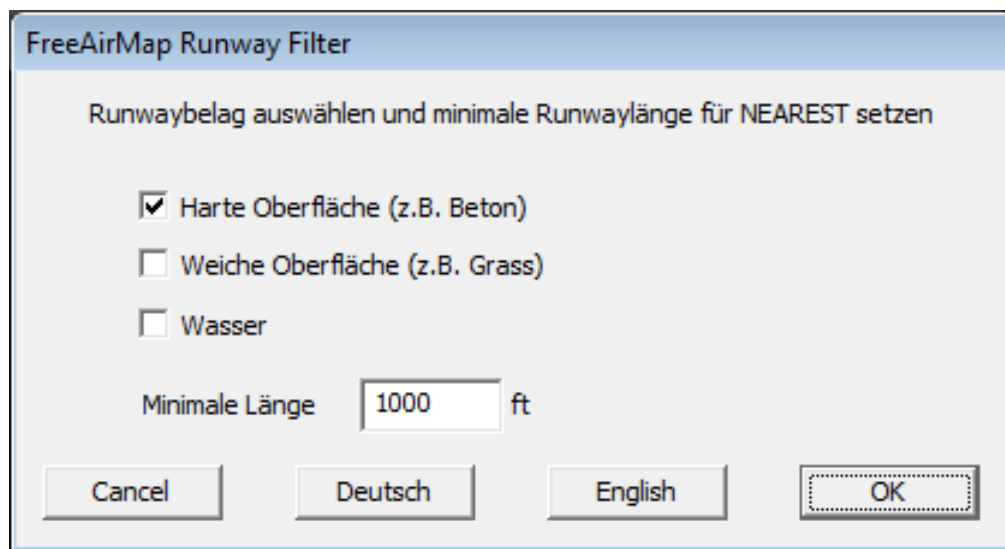 FreeAirMap Runway Filter
Runwaybelag auswählen und minimale Runwaylänge für NEAREST setzen
Harte Oberfläche (z.B. Beton)
Weiche Oberfläche (z.B. Grass)
Wasser
Minimale Länge 1000 ft
Cancel Deutsch English OK